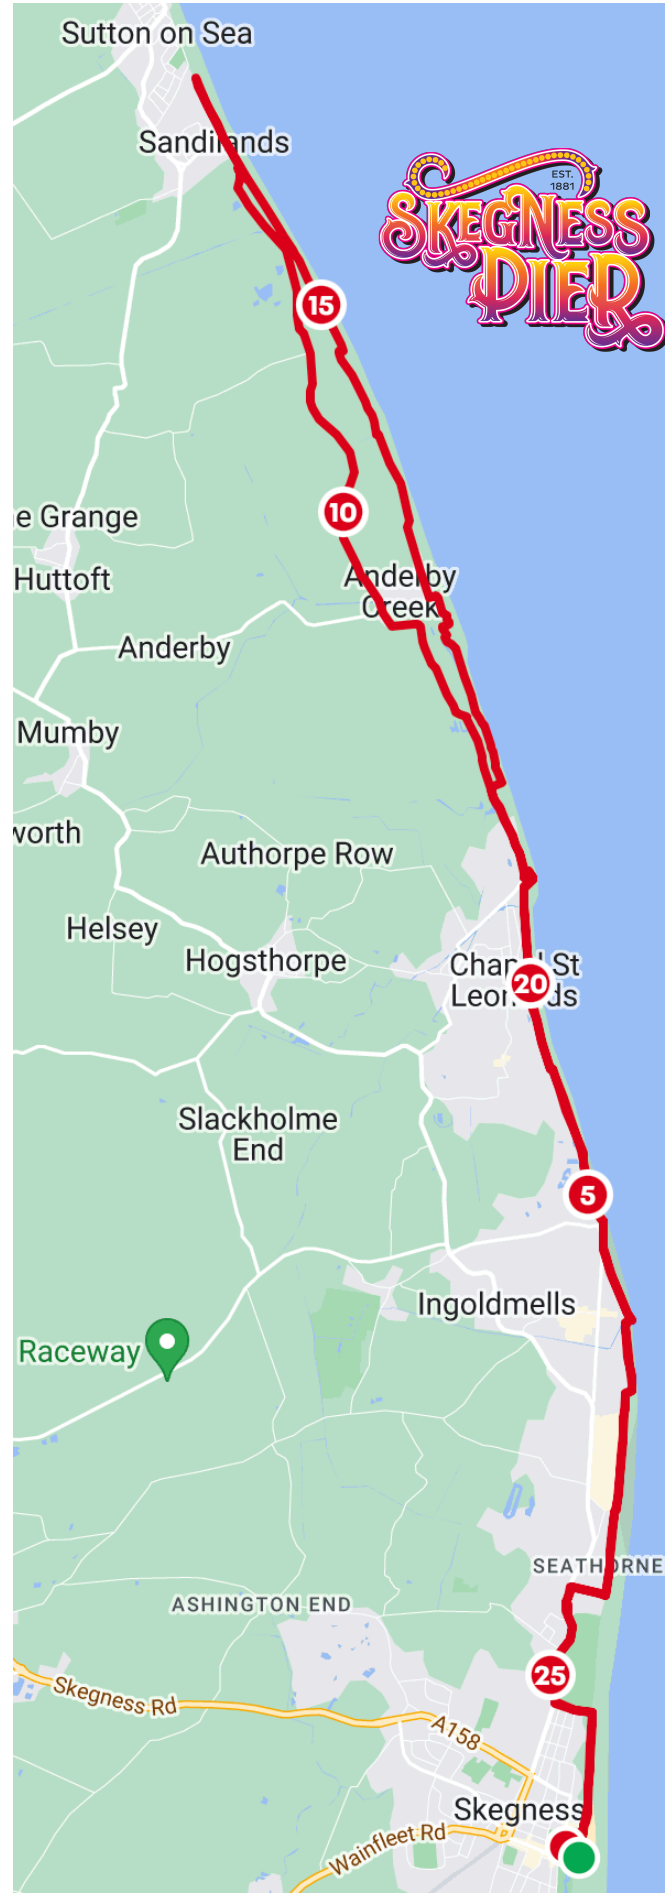 Sutton on Sea
Sandilands
EST.
1881
SKEGNESS
PIER
15
e Grange
10
Huttoft
Anderby
Creek
Anderby
Mumby
worth
Authorpe Row
Helsey
Hogsthorpe
Chapel St
Leonards
20
Slackholme
End
5
Ingoldmells
Raceway
SEATHORNE
ASHINGTON END
25
Skegness Rd
A158
Skegness
Wainfleet Rd